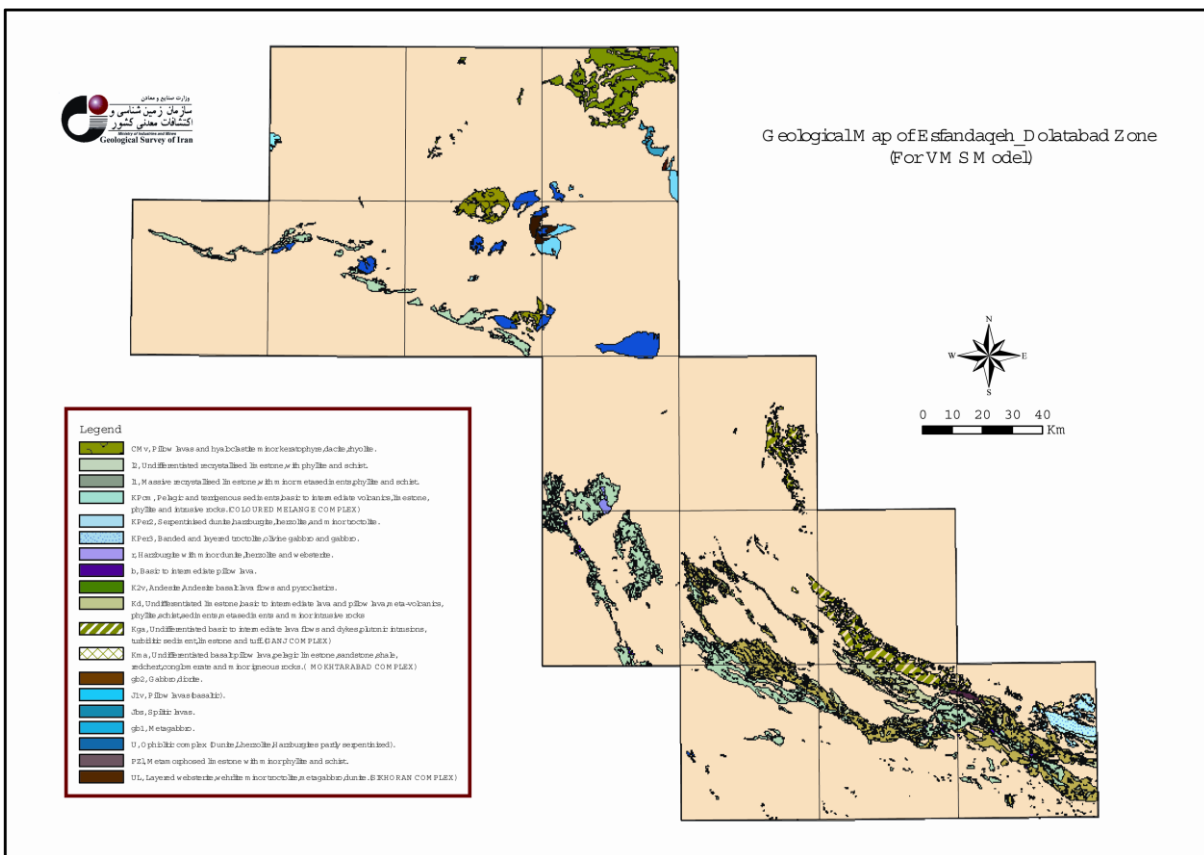 وزارت صنایع و معادن
سازمان زمین شناسی و
اکتشافات معدنی کشور
Ministry of Industries and Mines
Geological Survey of Iran
Geological Map of Esfandaqeh_Dolatabad Zone
(For VMS Model)
N
W E
S
0 10 20 30 40
Km
Legend
CMv, Pillow lavas and hyaloclastite minor keratophyre, dacite, rhyolite.
l2, Undifferentiated recrystallised limestone, with phyllite and schist.
l1, Massive recrystallised limestone, with minor metasediments, phyllite and schist.
KPcm, Pelagic and terrigenous sediments, basic to intermediate volcanics, limestone,
phyllite and intrusive rocks. (COLOURED MELANGE COMPLEX)
KPer2, Serpentinised dunite, harzburgite, lherzolite, and minor troctolite.
KPer3, Banded and layered troctolite, olivine gabbro and gabbro.
r, Harzburgite with minor dunite, lherzolite and websterite.
b, Basic to intermediate pillow lava.
K2v, Andesite, Andesite basalt lava flows and pyroclastics.
Kd, Undifferentiated limestone, basic to intermediate lava and pillow lava, meta-volcanics,
phyllite, schist, sediments, metasediments and minor intrusive rocks
Kga, Undifferentiated basic to intermediate lava flows and dykes, plutonic intrusions,
turbiditic sediment, limestone and tuff. (GANJ COMPLEX)
Kma, Undifferentiated basalt pillow lava, pelagic limestone, sandstone, shale,
redchert, conglomerate and minor igneous rocks. ( MOKHTARABAD COMPLEX)
gb2, Gabbro, diorite.
J1v, Pillow lavas (basaltic).
Jbs, Spilitic lavas.
gb1, Metagabbro.
U, Ophiolitic complex (Dunite, Lherzolite, Harzburgites partly serpentinized).
PZl, Metamorphosed limestone with minor phyllite and schist.
UL, Layered websterite, wehrlite minor troctolite, metagabbro, dunite. (SIKHORAN COMPLEX)